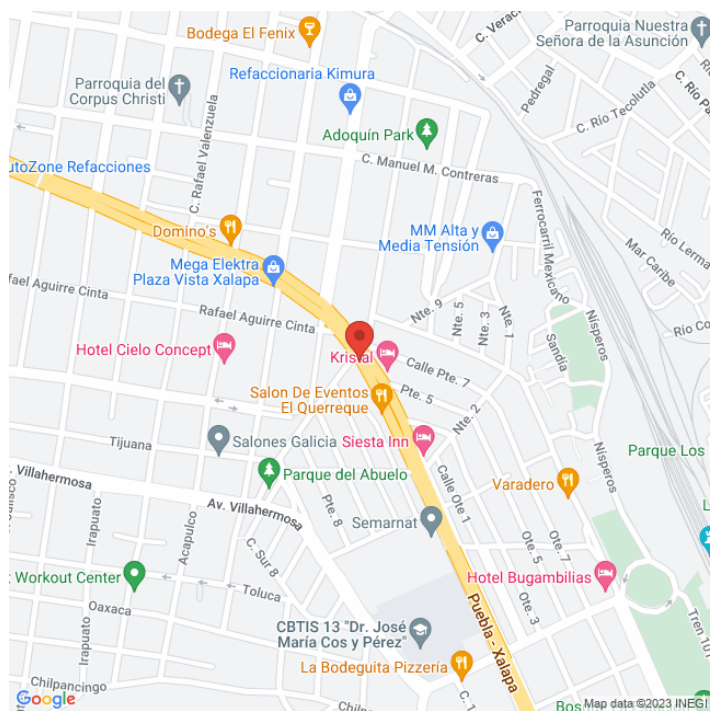 Bodega El Fenix
C. Veracr
Parroquia Nuestra
Señora de la Asunción
Refaccionaria Kimura
Parroquia del
Corpus Christi
Pedregal
C. Río Tecolutla
C. Río Pa
Adoquín Park
C. Rafael Valenzuela
C. Manuel M. Contreras
utoZone Refacciones
Ferrocarril Mexicano
Río Lerma
Domino's
MM Alta y
Media Tensión
Mar Caribe
Mega Elektra
Plaza Vista Xalapa
Rafael Aguirre Cinta
Rafael Aguirre Cinta
Nte. 9
Nte. 5
Nte. 3
Nte. 1
Río Co
Nísperos
Sandía
Hotel Cielo Concept
Kristal
Calle Pte. 7
Pte. 5
Nte. 2
Salon De Eventos
El Querreque
Tijuana
Salones Galicia
Siesta Inn
Parque Los
Nísperos
Av. Villahermosa
Parque del Abuelo
Calle Ote. 1
Varadero
Av. Villahermosa
Pte. 8
Semarnat
Irapuato
Acapulco
C. Sur 8
Ote. 5
Ote. 7
Workout Center
Toluca
Ote. 3
Hotel Bugambilias
Oaxaca
CBTIS 13 "Dr. José
María Cos y Pérez"
Puebla - Xalapa
Tren 101
Irapuato
La Bodeguita Pizzería
C. 1
Chilpancingo
Chilpancingo
Google
Map data ©2023 INEGI